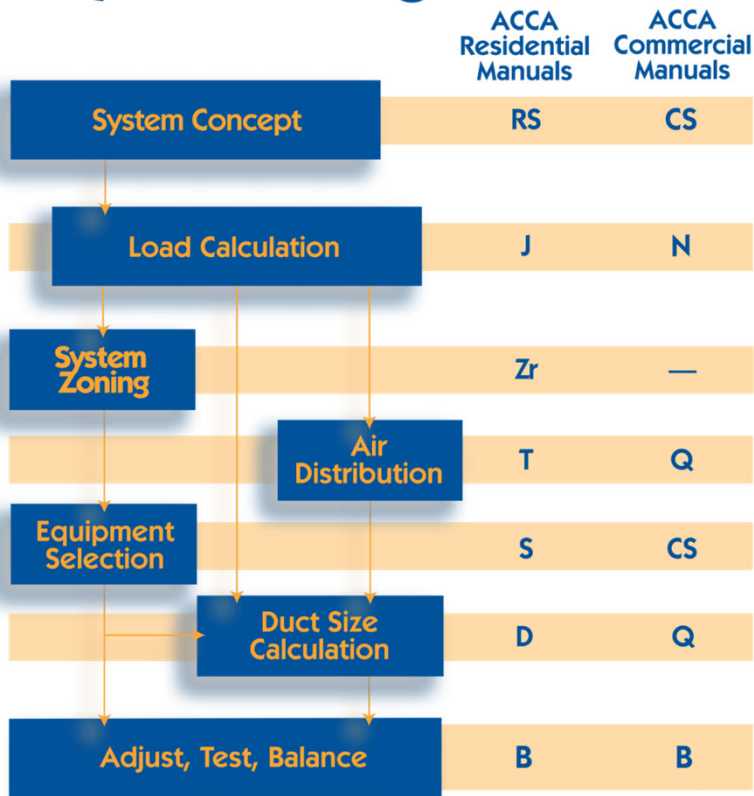 ACCA
Residential
Manuals
ACCA
Commercial
Manuals
System Concept
RS
CS
Load Calculation
J
N
System
Zoning
Zr
—
Air
Distribution
T
Q
Equipment
Selection
S
CS
Duct Size
Calculation
D
Q
Adjust, Test, Balance
B
B